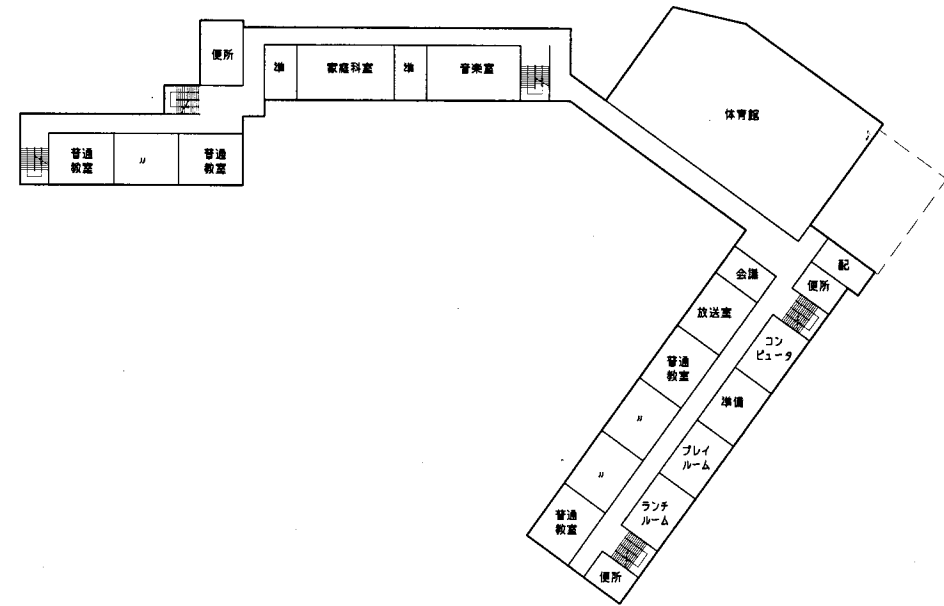 便所
準
家庭科室
準
音楽室
普通
教室
〃
普通
教室
体育館
配
便所
会議
放送室
コン
ピュータ
普通
教室
準備
〃
プレイ
ルーム
〃
ランチ
ルーム
普通
教室
便所